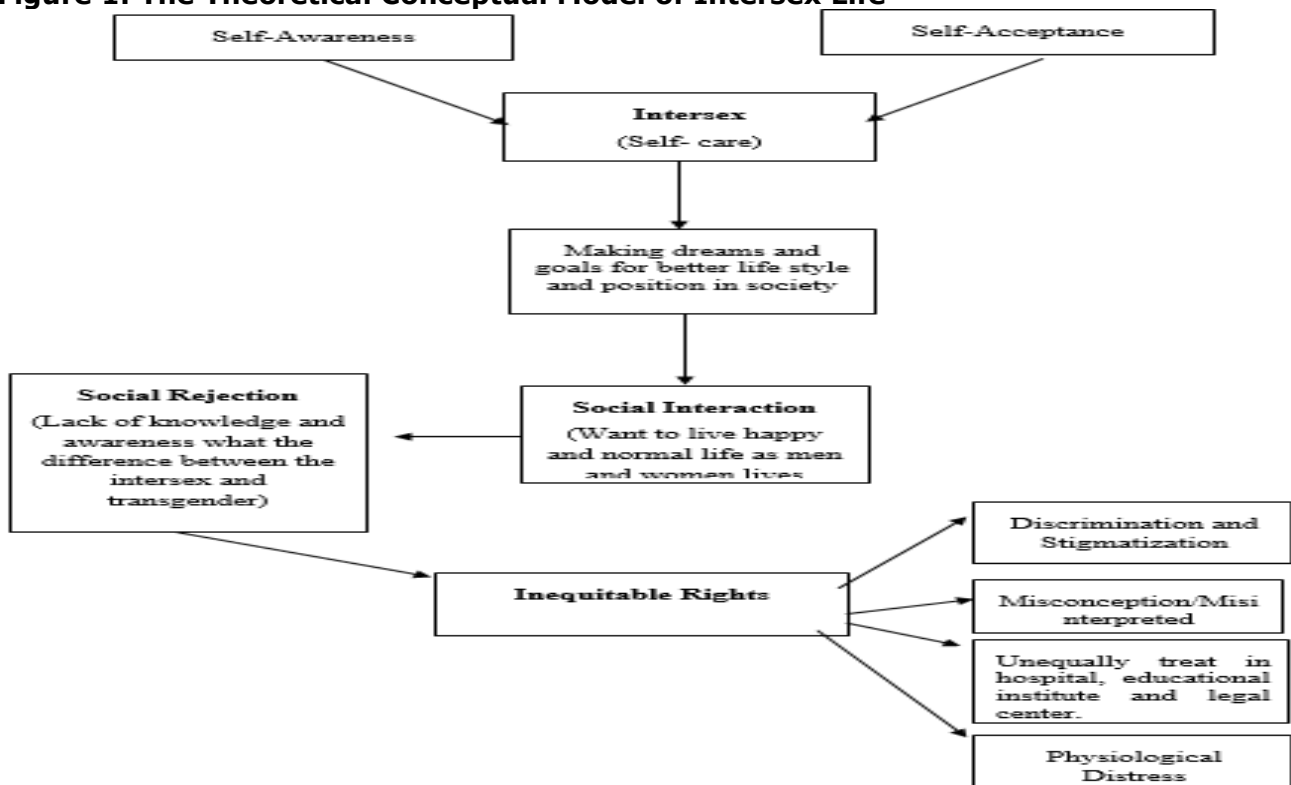 Figure 1: The Theoretical Conceptual Model of Intersex Life
Self-Awareness
Self-Acceptance
Intersex
(Self- care)
Making dreams and
goals for better life style
and position in society
Social Interaction
(Want to live happy
and normal life as men
and women lives
Social Rejection
(Lack of knowledge and
awareness what the
difference between the
intersex and
transgender)
Inequitable Rights
Discrimination and
Stigmatization
Misconception/Misi
nterpreted
Unequally treat in
hospital, educational
institute and legal
center.
Physiological
Distress